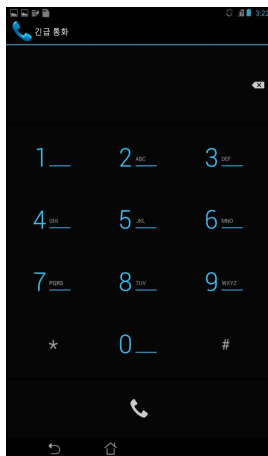 3:22
긴급 통화
1
2 ABC
3 DEF
4 GHI
5 JKL
6 MNO
7 PQRS
8 TUV
9 WXYZ
*
0
#